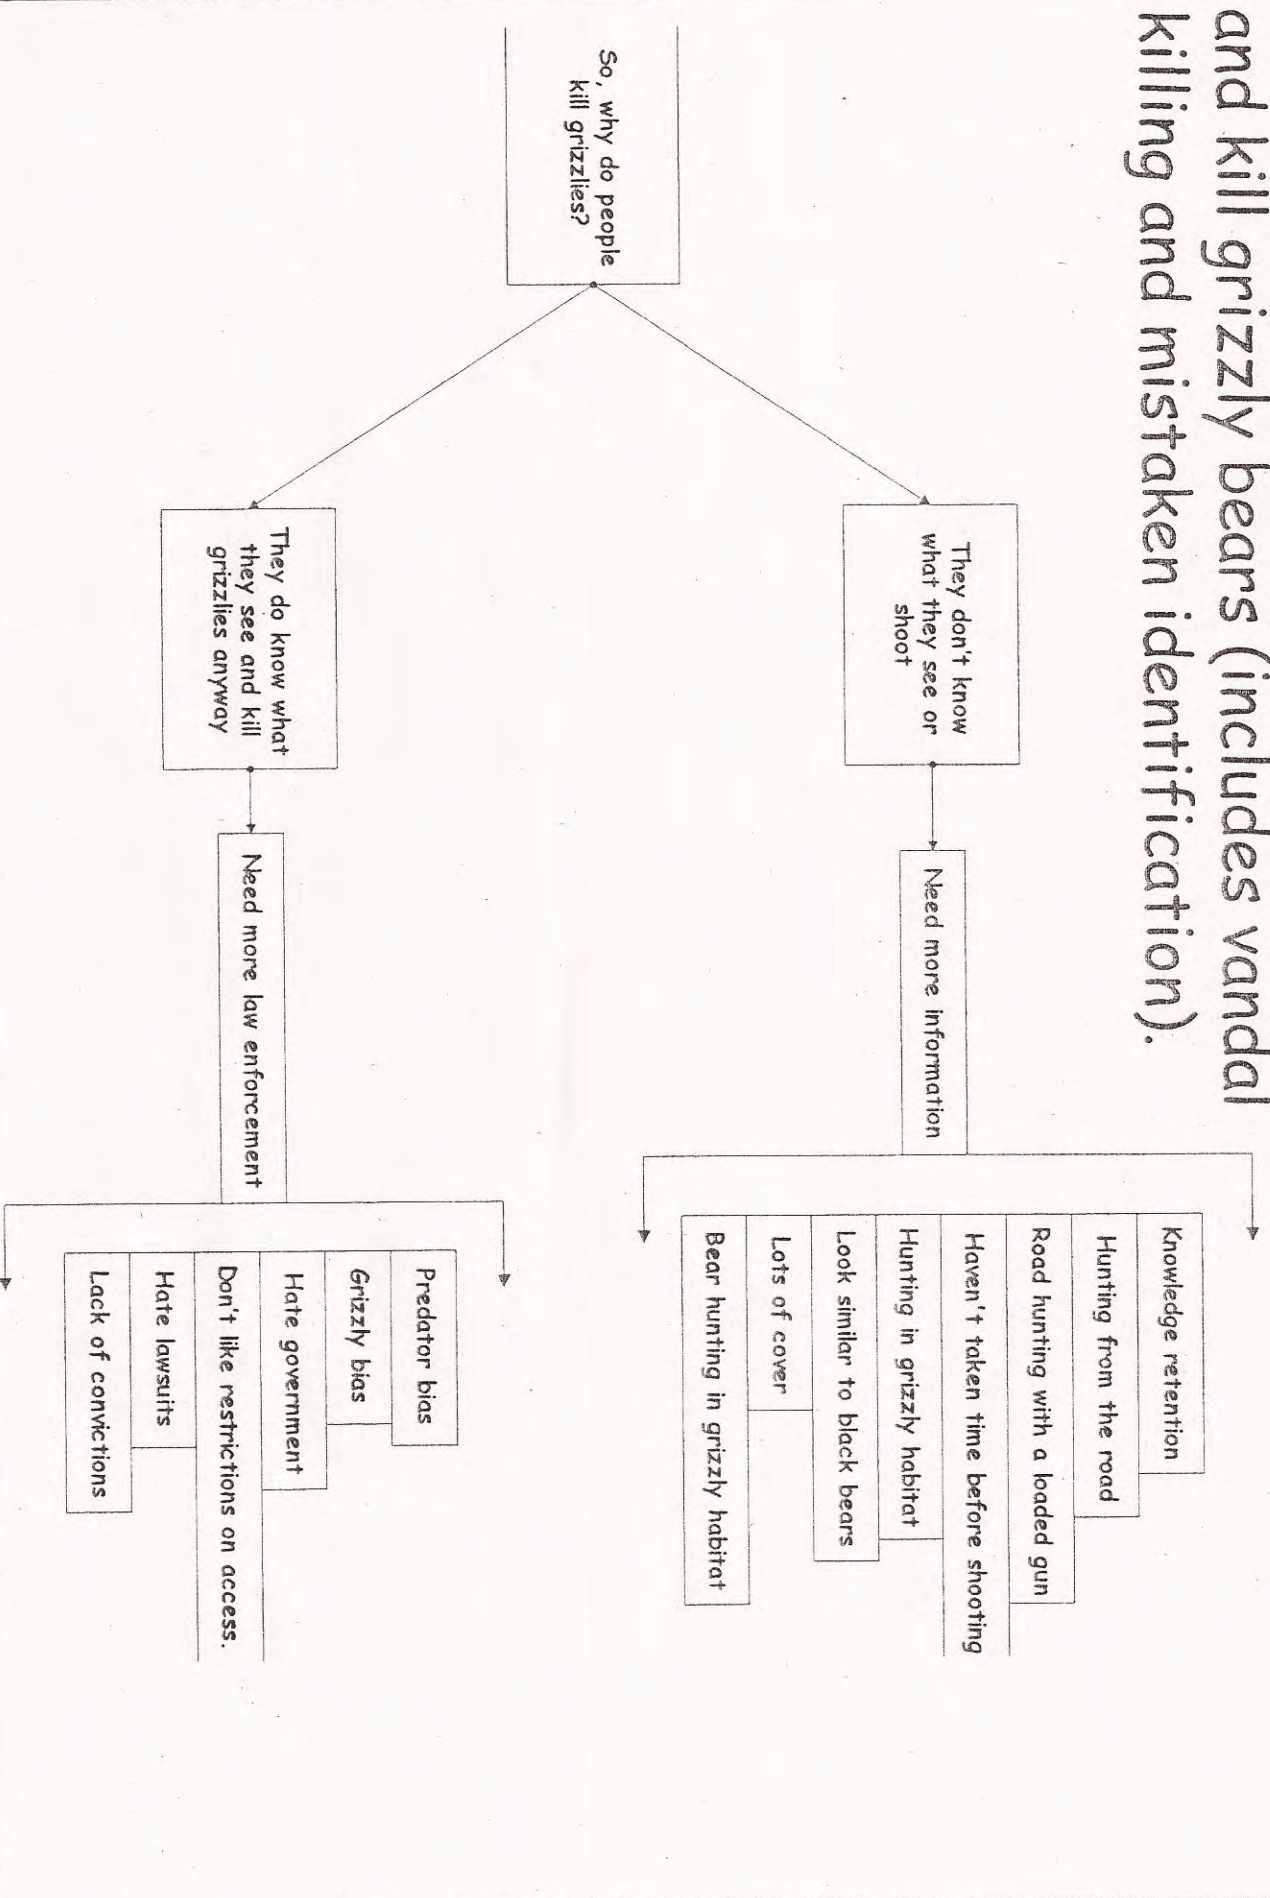 and kill grizzly bears (includes vandal
killing and mistaken identification).
So, why do people
kill grizzlies?
They don't know
what they see or
shoot
Need more information
Knowledge retention
Hunting from the road
Road hunting with a loaded gun
Haven't taken time before shooting
Hunting in grizzly habitat
Look similar to black bears
Lots of cover
Bear hunting in grizzly habitat
They do know what
they see and kill
grizzlies anyway
Need more law enforcement
Predator bias
Grizzly bias
Hate government
Don't like restrictions on access.
Hate lawsuits
Lack of convictions